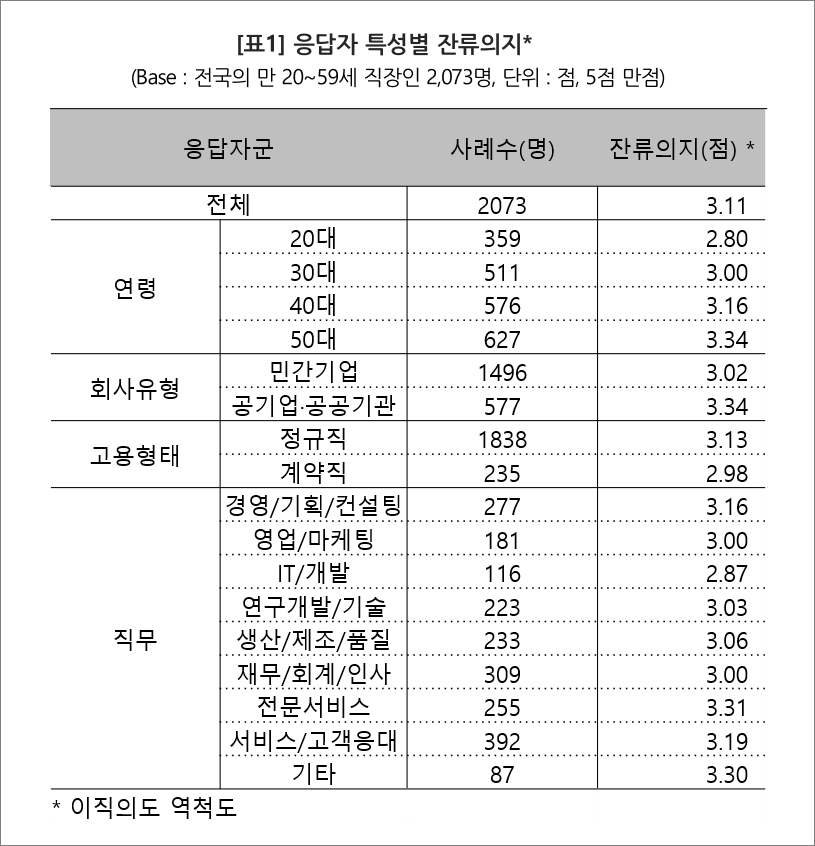 [표1] 응답자 특성별 잔류의지*
(Base : 전국의 만 20~59세 직장인 2,073명, 단위 : 점, 5점 만점)
응답자군 사례수(명) 잔류의지(점) *
전체 2073 3.11
연령 20대 359 2.80
30대 511 3.00
40대 576 3.16
50대 627 3.34
회사유형 민간기업 1496 3.02
공기업·공공기관 577 3.34
고용형태 정규직 1838 3.13
계약직 235 2.98
직무 경영/기획/컨설팅 277 3.16
영업/마케팅 181 3.00
IT/개발 116 2.87
연구개발/기술 223 3.03
생산/제조/품질 233 3.06
재무/회계/인사 309 3.00
전문서비스 255 3.31
서비스/고객응대 392 3.19
기타 87 3.30
* 이직의도 역척도